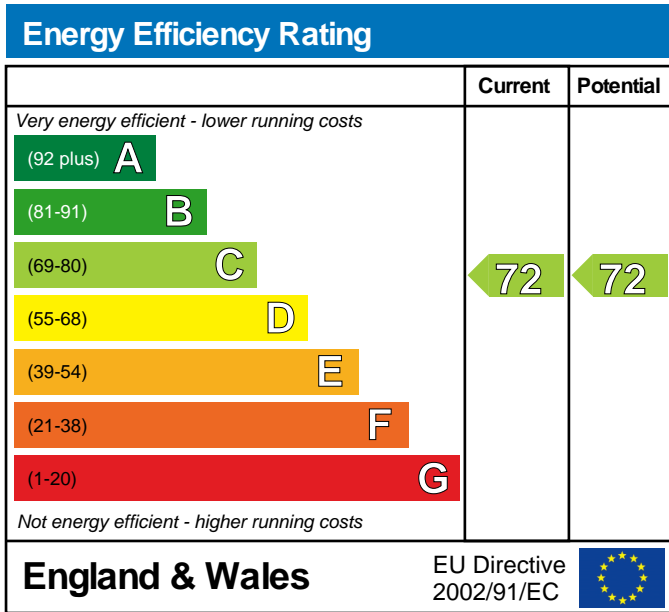 Energy Efficiency Rating
Current Potential
Very energy efficient - lower running costs
(92 plus) A
(81-91) B
(69-80) C 72 72
(55-68) D
(39-54) E
(21-38) F
(1-20) G
Not energy efficient - higher running costs
England & Wales
EU Directive
2002/91/EC